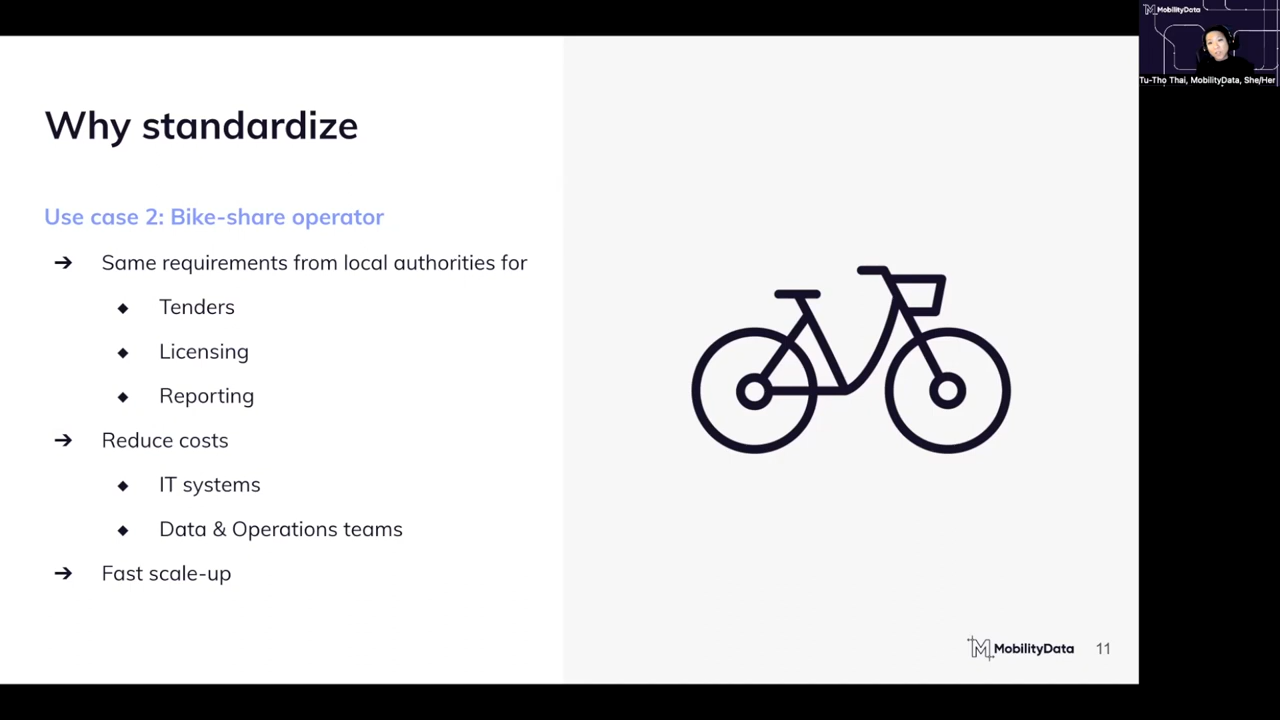 MobilityData
Tu-Tho Thai, MobilityData, She/Her
Why standardize
Use case 2: Bike-share operator
➔ Same requirements from local authorities for
◆ Tenders
◆ Licensing
◆ Reporting
➔ Reduce costs
◆ IT systems
◆ Data & Operations teams
➔ Fast scale-up
MobilityData 11